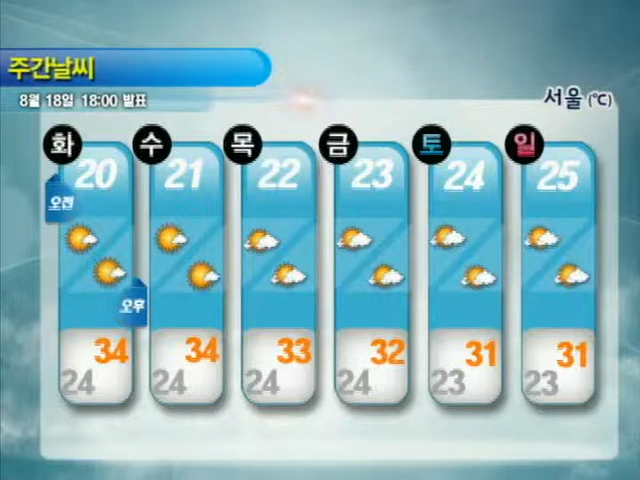 주간날씨
8월 18일 18:00 발표
서울 (℃)
화 수 목 금 토 일
20 21 22 23 24 25
오전
오후
34 34 33 32 31 31
24 24 24 24 23 23